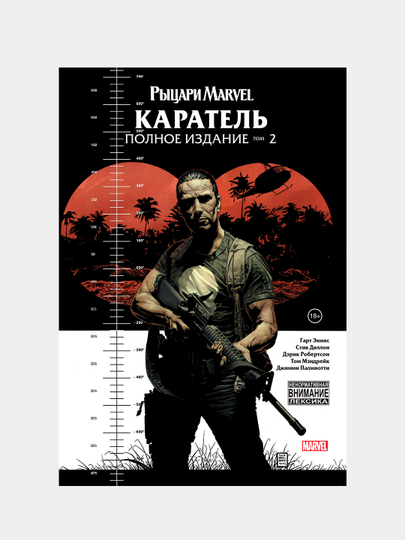 Рыцари Marvel
КАРАТЕЛЬ
ПОЛНОЕ ИЗДАНИЕ ТОМ 2
18+
Гарт Эннис
Стив Диллон
Дэрик Робертсон
Том Мэндрейк
Джимми Палмиотти
НЕНОРМАТИВНАЯ
ВНИМАНИЕ
ЛЕКСИКА
MARVEL